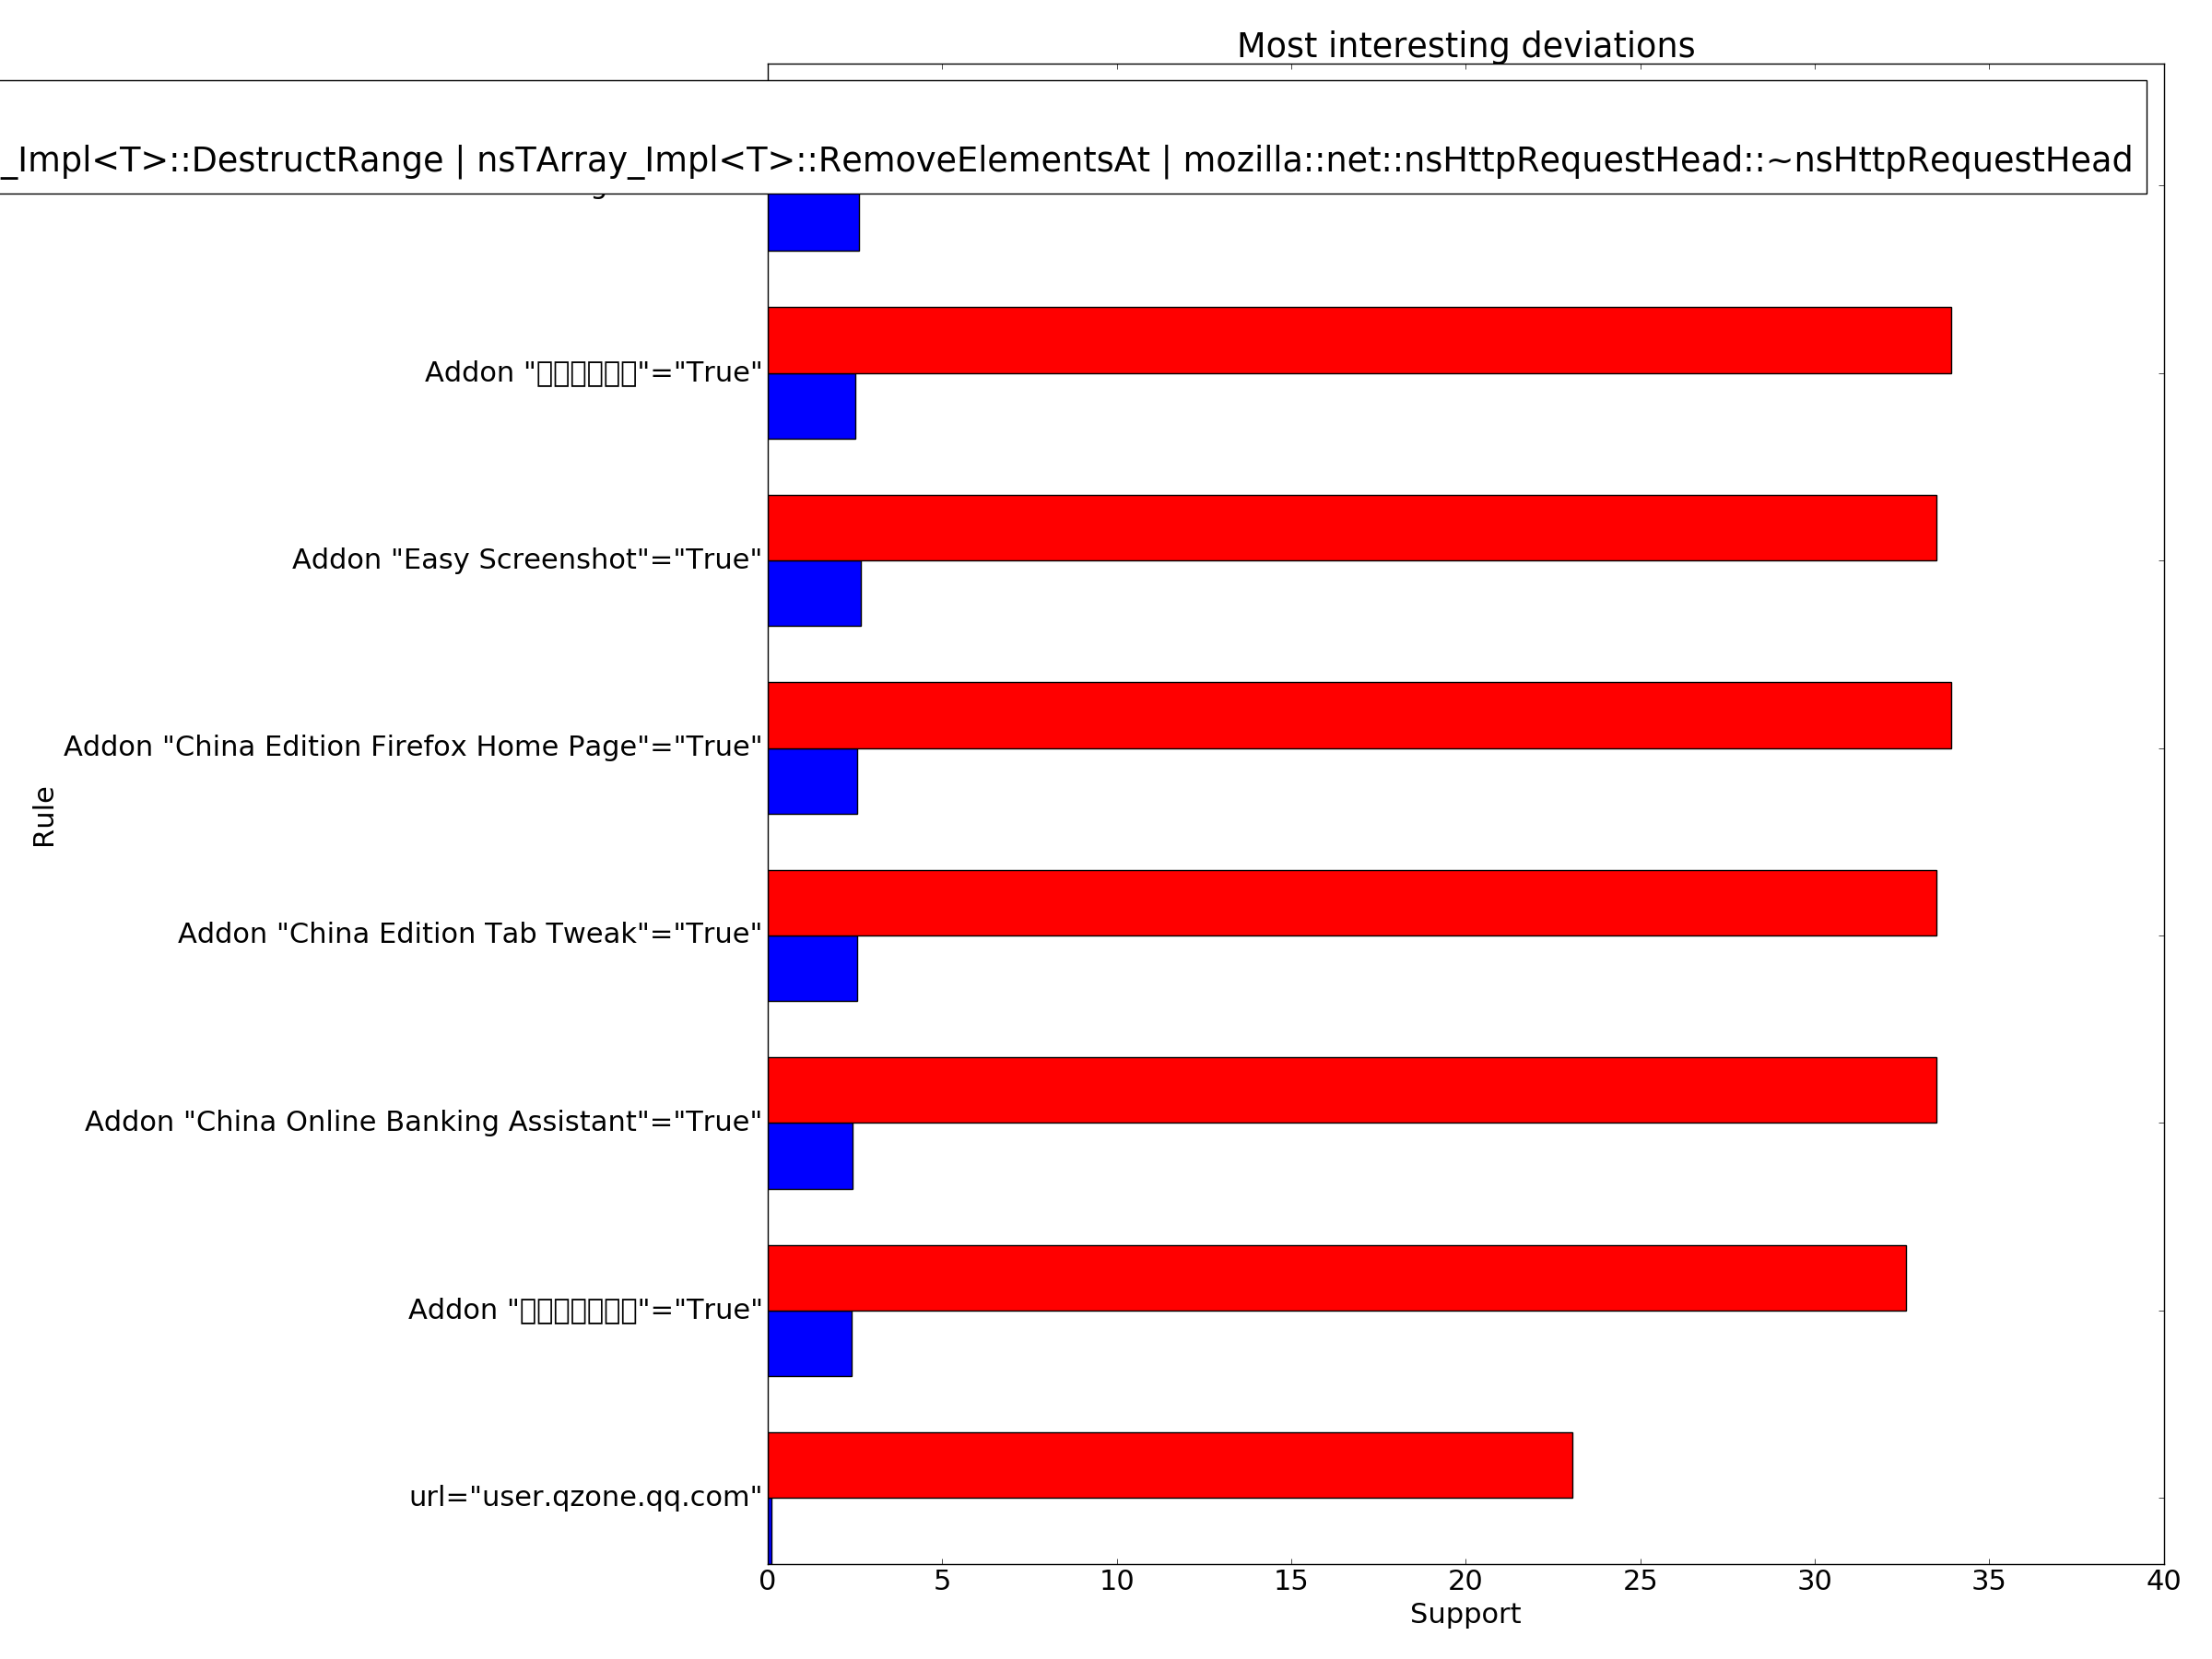 Most interesting deviations
_Impl<T>::DestructRange | nsTArray_Impl<T>::RemoveElementsAt | mozilla::net::nsHttpRequestHead::~nsHttpRequestHead
Addon "□□□□□□"="True"
Addon "Easy Screenshot"="True"
Addon "China Edition Firefox Home Page"="True"
Rule
Addon "China Edition Tab Tweak"="True"
Addon "China Online Banking Assistant"="True"
Addon "□□□□□□□"="True"
url="user.qzone.qq.com"
0 5 10 15 20 25 30 35 40
Support